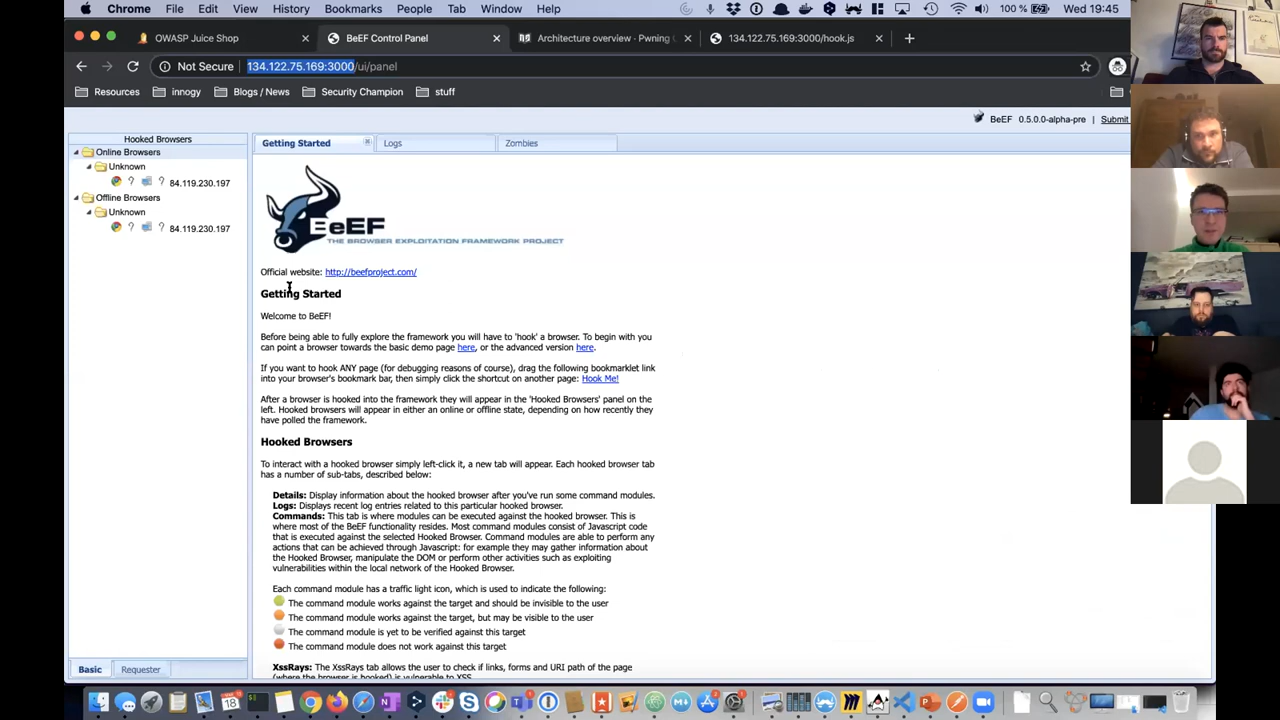 Chrome File Edit View History Bookmarks People Tab Window Help
100 % Wed 19:45
OWASP Juice Shop
BeEF Control Panel
Architecture overview · Pwning
134.122.75.169:3000/hook.js
Not Secure 134.122.75.169:3000/ui/panel
Resources innogy Blogs / News Security Champion stuff
BeEF 0.5.0.0-alpha-pre | Submit
Hooked Browsers
Online Browsers
Unknown
? ? 84.119.230.197
Offline Browsers
Unknown
? ? 84.119.230.197
Getting Started Logs Zombies
BeEF
THE BROWSER EXPLOITATION FRAMEWORK PROJECT
Official website: http://beefproject.com/
Getting Started
Welcome to BeEF!
Before being able to fully explore the framework you will have to 'hook' a browser. To begin with you
can point a browser towards the basic demo page here, or the advanced version here.
If you want to hook ANY page (for debugging reasons of course), drag the following bookmarklet link
into your browser's bookmark bar, then simply click the shortcut on another page: Hook Me!
After a browser is hooked into the framework they will appear in the 'Hooked Browsers' panel on the
left. Hooked browsers will appear in either an online or offline state, depending on how recently they
have polled the framework.
Hooked Browsers
To interact with a hooked browser simply left-click it, a new tab will appear. Each hooked browser tab
has a number of sub-tabs, described below:
Details: Display information about the hooked browser after you've run some command modules.
Logs: Displays recent log entries related to this particular hooked browser.
Commands: This tab is where modules can be executed against the hooked browser. This is
where most of the BeEF functionality resides. Most command modules consist of Javascript code
that is executed against the selected Hooked Browser. Command modules are able to perform any
actions that can be achieved through Javascript: for example they may gather information about
the Hooked Browser, manipulate the DOM or perform other activities such as exploiting
vulnerabilities within the local network of the Hooked Browser.
Each command module has a traffic light icon, which is used to indicate the following:
The command module works against the target and should be invisible to the user
The command module works against the target, but may be visible to the user
The command module is yet to be verified against this target
The command module does not work against this target
XssRays: The XssRays tab allows the user to check if links, forms and URI path of the page
(where the browser is hooked) is vulnerable to XSS.
Basic Requester
18